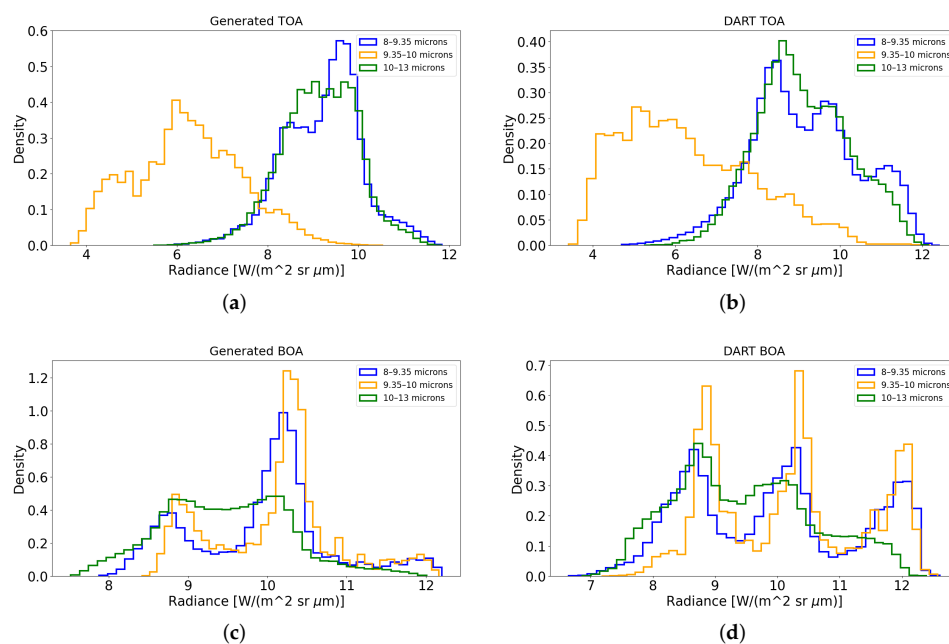 Generated TOA
0.6
0.5
0.4
0.3
0.2
0.1
0.0
Density
8–9.35 microns
9.35–10 microns
10–13 microns
4 6 8 10 12
Radiance [W/(m^2 sr μm)]
(a)
DART TOA
0.40
0.35
0.30
0.25
0.20
0.15
0.10
0.05
0.00
Density
8–9.35 microns
9.35–10 microns
10–13 microns
4 6 8 10 12
Radiance [W/(m^2 sr μm)]
(b)
Generated BOA
1.2
1.0
0.8
0.6
0.4
0.2
0.0
Density
8–9.35 microns
9.35–10 microns
10–13 microns
8 9 10 11 12
Radiance [W/(m^2 sr μm)]
(c)
DART BOA
0.7
0.6
0.5
0.4
0.3
0.2
0.1
0.0
Density
8–9.35 microns
9.35–10 microns
10–13 microns
7 8 9 10 11 12
Radiance [W/(m^2 sr μm)]
(d)